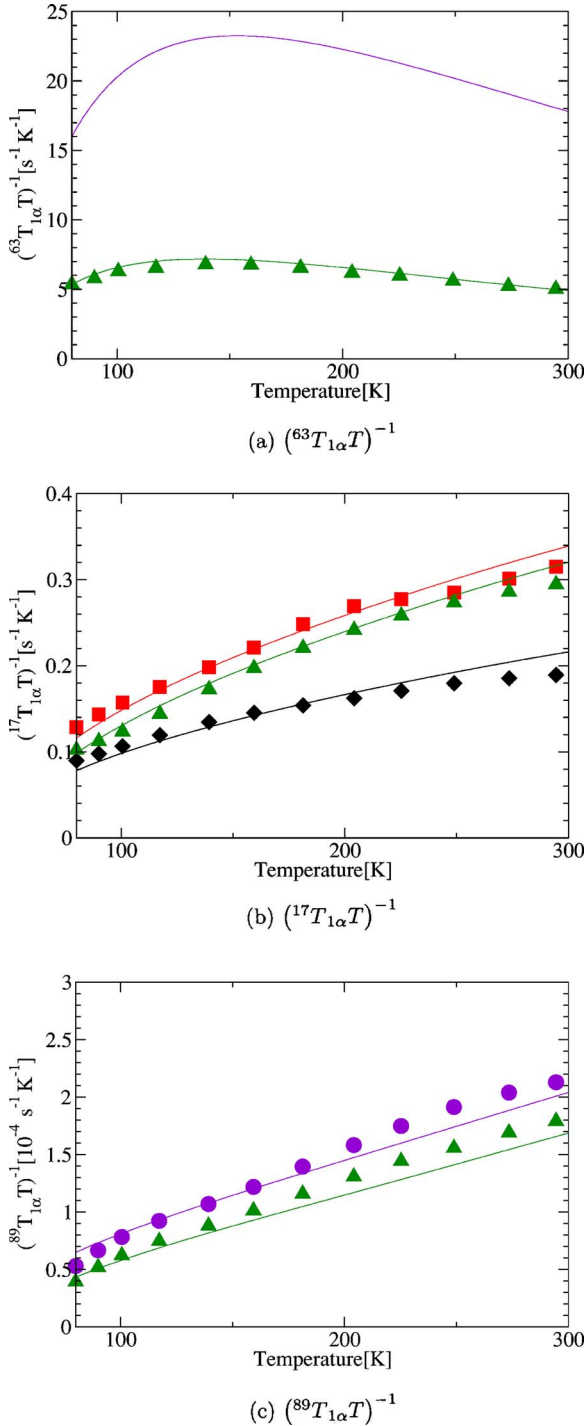 25
20
15
10
5
0
(⁶³T₁αT)⁻¹[s⁻¹K⁻¹]
100 200 300
Temperature[K]
(a) (⁶³T₁αT)⁻¹
0.4
0.3
0.2
0.1
0
(¹⁷T₁αT)⁻¹[s⁻¹K⁻¹]
100 200 300
Temperature[K]
(b) (¹⁷T₁αT)⁻¹
3
2.5
2
1.5
1
0.5
0
(⁸⁹T₁αT)⁻¹[10⁻⁴ s⁻¹K⁻¹]
100 200 300
Temperature[K]
(c) (⁸⁹T₁αT)⁻¹